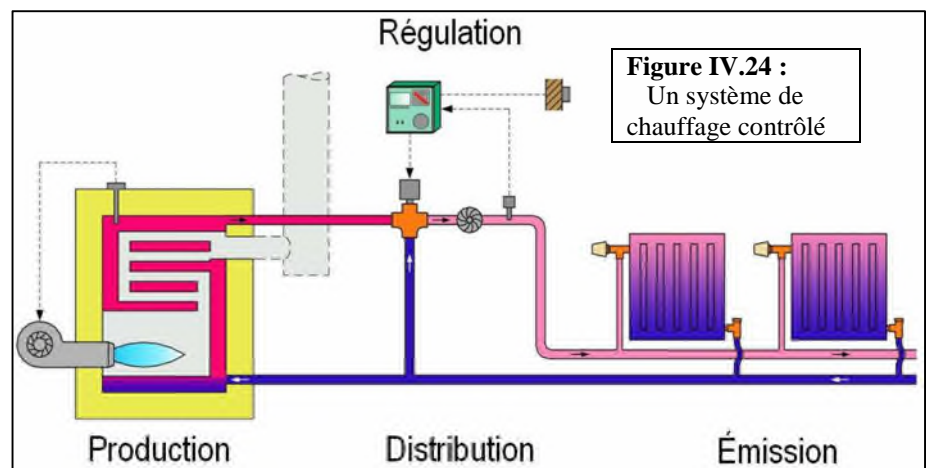 Régulation
Figure IV.24 :
Un système de
chauffage contrôlé
Production
Distribution
Émission